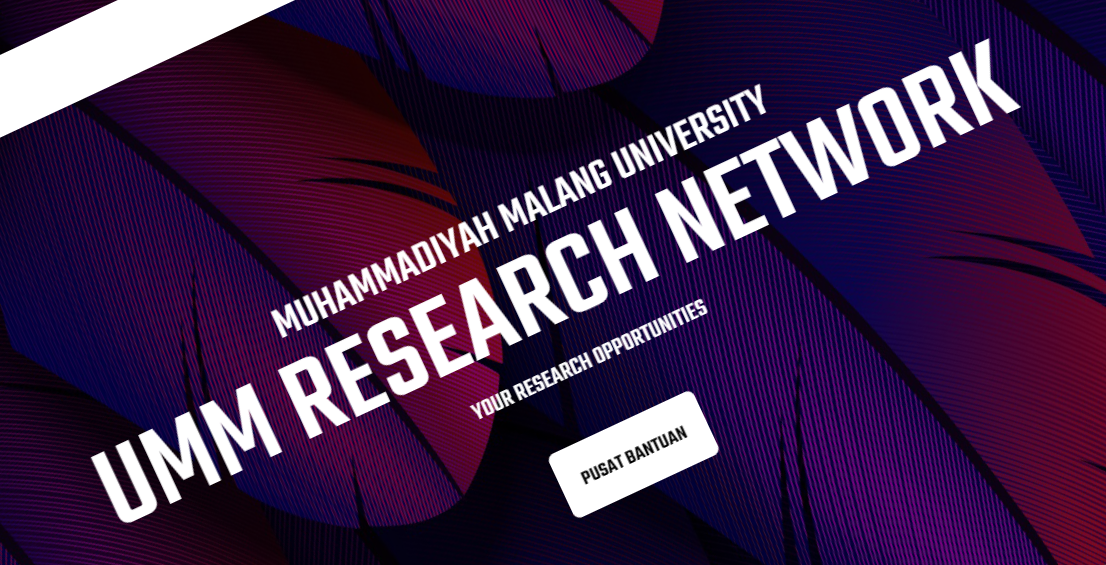 MUHAMMADIYAH MALANG UNIVERSITY
UMM RESEARCH NETWORK
YOUR RESEARCH OPPORTUNITIES
PUSAT BANTUAN